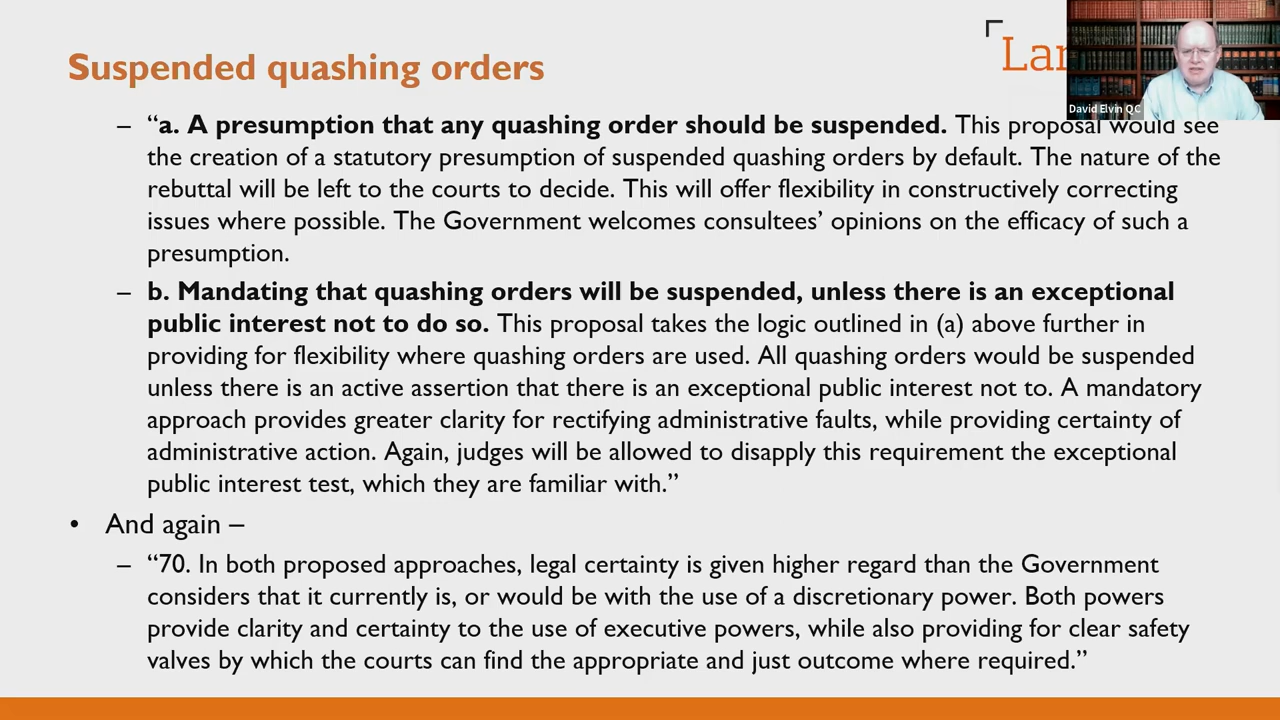 Suspended quashing orders
– “a. A presumption that any quashing order should be suspended. This proposal would see
the creation of a statutory presumption of suspended quashing orders by default. The nature of the
rebuttal will be left to the courts to decide. This will offer flexibility in constructively correcting
issues where possible. The Government welcomes consultees’ opinions on the efficacy of such a
presumption.
– b. Mandating that quashing orders will be suspended, unless there is an exceptional
public interest not to do so. This proposal takes the logic outlined in (a) above further in
providing for flexibility where quashing orders are used. All quashing orders would be suspended
unless there is an active assertion that there is an exceptional public interest not to. A mandatory
approach provides greater clarity for rectifying administrative faults, while providing certainty of
administrative action. Again, judges will be allowed to disapply this requirement the exceptional
public interest test, which they are familiar with.”
• And again –
– “70. In both proposed approaches, legal certainty is given higher regard than the Government
considers that it currently is, or would be with the use of a discretionary power. Both powers
provide clarity and certainty to the use of executive powers, while also providing for clear safety
valves by which the courts can find the appropriate and just outcome where required.”
David Elvin QC